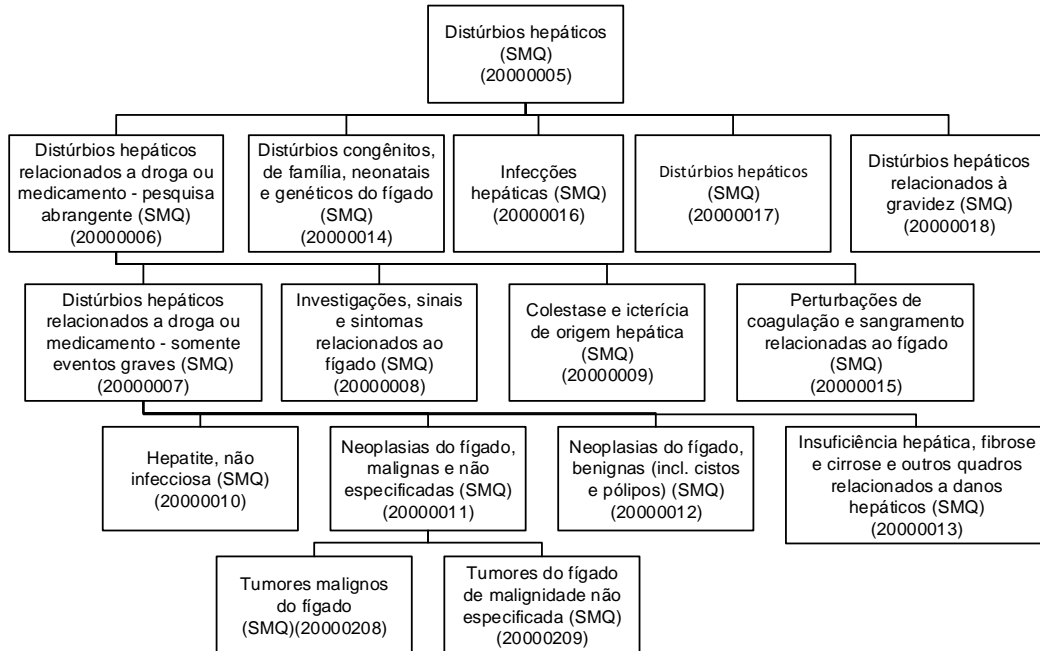 Distúrbios hepáticos
(SMQ)
(20000005)
Distúrbios hepáticos
relacionados a droga ou
medicamento - pesquisa
abrangente (SMQ)
(20000006)
Distúrbios congênitos,
de família, neonatais
e genéticos do fígado
(SMQ)
(20000014)
Infecções
hepáticas (SMQ)
(20000016)
Distúrbios hepáticos
(SMQ)
(20000017)
Distúrbios hepáticos
relacionados à
gravidez (SMQ)
(20000018)
Distúrbios hepáticos
relacionados a droga ou
medicamento - somente
eventos graves (SMQ)
(20000007)
Investigações, sinais
e sintomas
relacionados ao
fígado (SMQ)
(20000008)
Colestase e icterícia
de origem hepática
(SMQ)
(20000009)
Perturbações de
coagulação e sangramento
relacionadas ao fígado
(SMQ)
(20000015)
Hepatite, não
infecciosa (SMQ)
(20000010)
Neoplasias do fígado,
malignas e não
especificadas (SMQ)
(20000011)
Neoplasias do fígado,
benignas (incl. cistos
e pólipos) (SMQ)
(20000012)
Insuficiência hepática, fibrose
e cirrose e outros quadros
relacionados a danos
hepáticos (SMQ)
(20000013)
Tumores malignos
do fígado
(SMQ)(20000208)
Tumores do fígado
de malignidade não
especificada (SMQ)
(20000209)